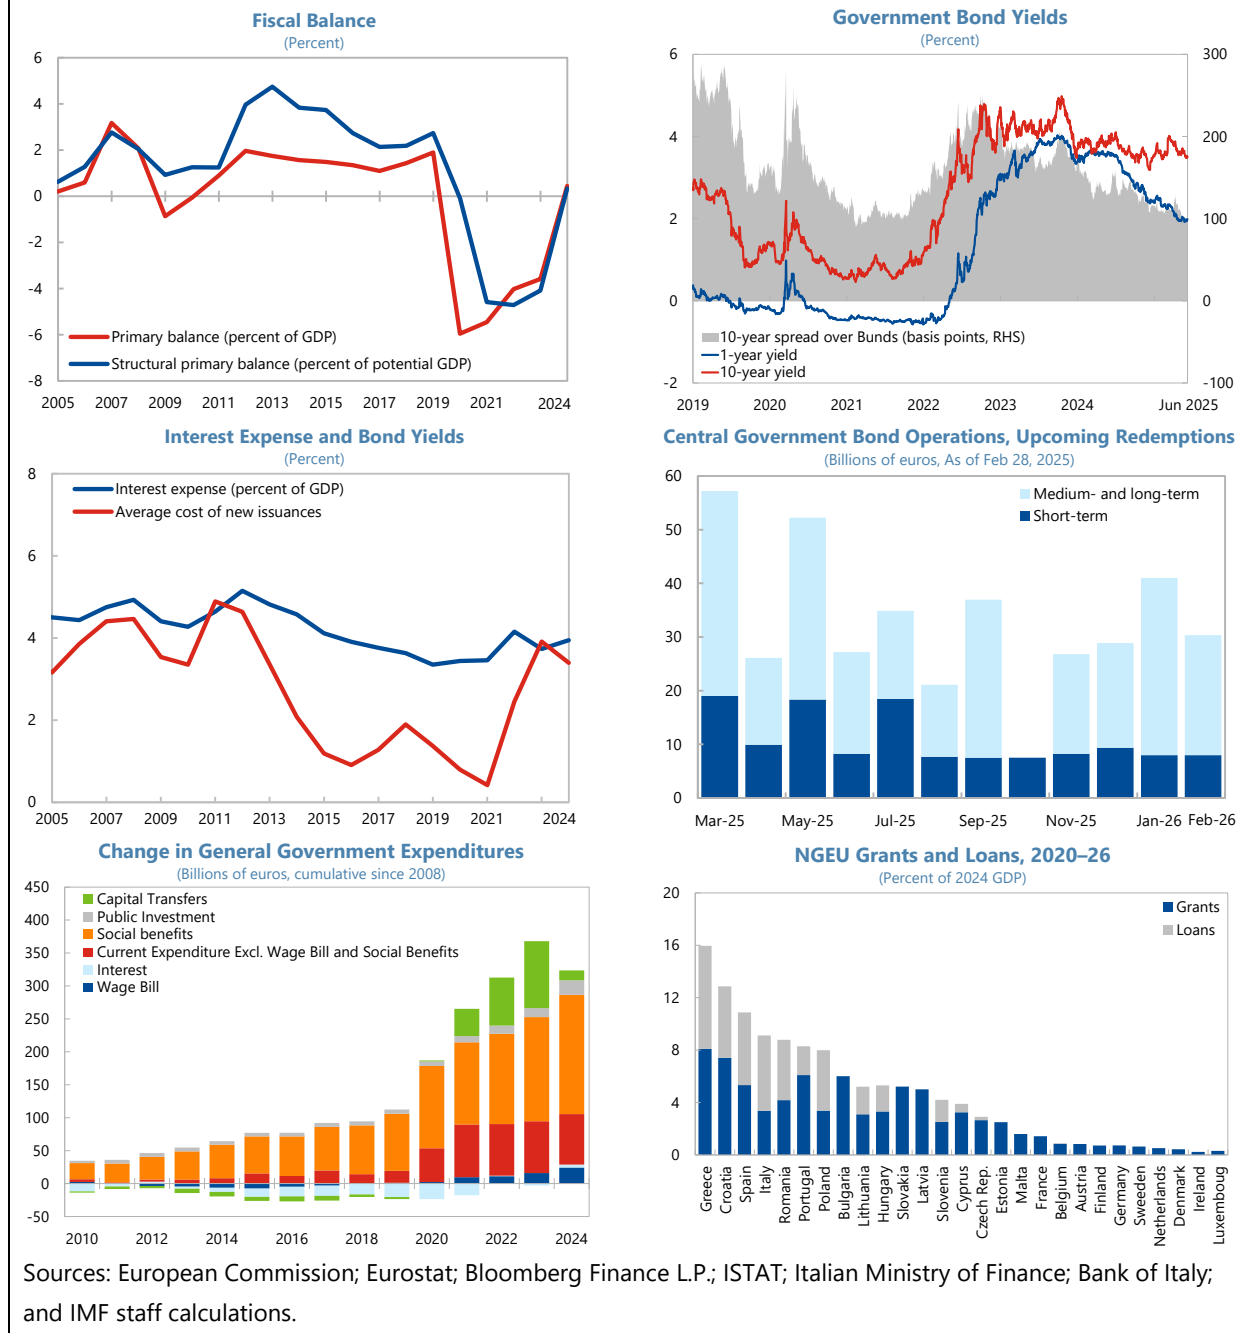 Fiscal Balance
(Percent)
6
4
2
0
-2
-4
-6
-8
Primary balance (percent of GDP)
Structural primary balance (percent of potential GDP)
2005 2007 2009 2011 2013 2015 2017 2019 2021 2024
Government Bond Yields
(Percent)
6 300
4 200
2 100
0 0
-2 -100
10-year spread over Bunds (basis points, RHS)
1-year yield
10-year yield
2019 2020 2021 2022 2023 2024 Jun 2025
Interest Expense and Bond Yields
(Percent)
8
6
4
2
0
Interest expense (percent of GDP)
Average cost of new issuances
2005 2007 2009 2011 2013 2015 2017 2019 2021 2024
Central Government Bond Operations, Upcoming Redemptions
(Billions of euros, As of Feb 28, 2025)
60
50
40
30
20
10
0
Medium- and long-term
Short-term
Mar-25 May-25 Jul-25 Sep-25 Nov-25 Jan-26 Feb-26
Change in General Government Expenditures
(Billions of euros, cumulative since 2008)
450
400
350
300
250
200
150
100
50
0
-50
Capital Transfers
Public Investment
Social benefits
Current Expenditure Excl. Wage Bill and Social Benefits
Interest
Wage Bill
2010 2012 2014 2016 2018 2020 2022 2024
NGEU Grants and Loans, 2020–26
(Percent of 2024 GDP)
20
16
12
8
4
0
Grants
Loans
Greece
Croatia
Spain
Italy
Romania
Portugal
Poland
Bulgaria
Lithuania
Hungary
Slovakia
Latvia
Slovenia
Cyprus
Czech Rep.
Estonia
Malta
France
Belgium
Austria
Finland
Germany
Sweeden
Netherlands
Denmark
Ireland
Luxemboug
Sources: European Commission; Eurostat; Bloomberg Finance L.P.; ISTAT; Italian Ministry of Finance; Bank of Italy;
and IMF staff calculations.